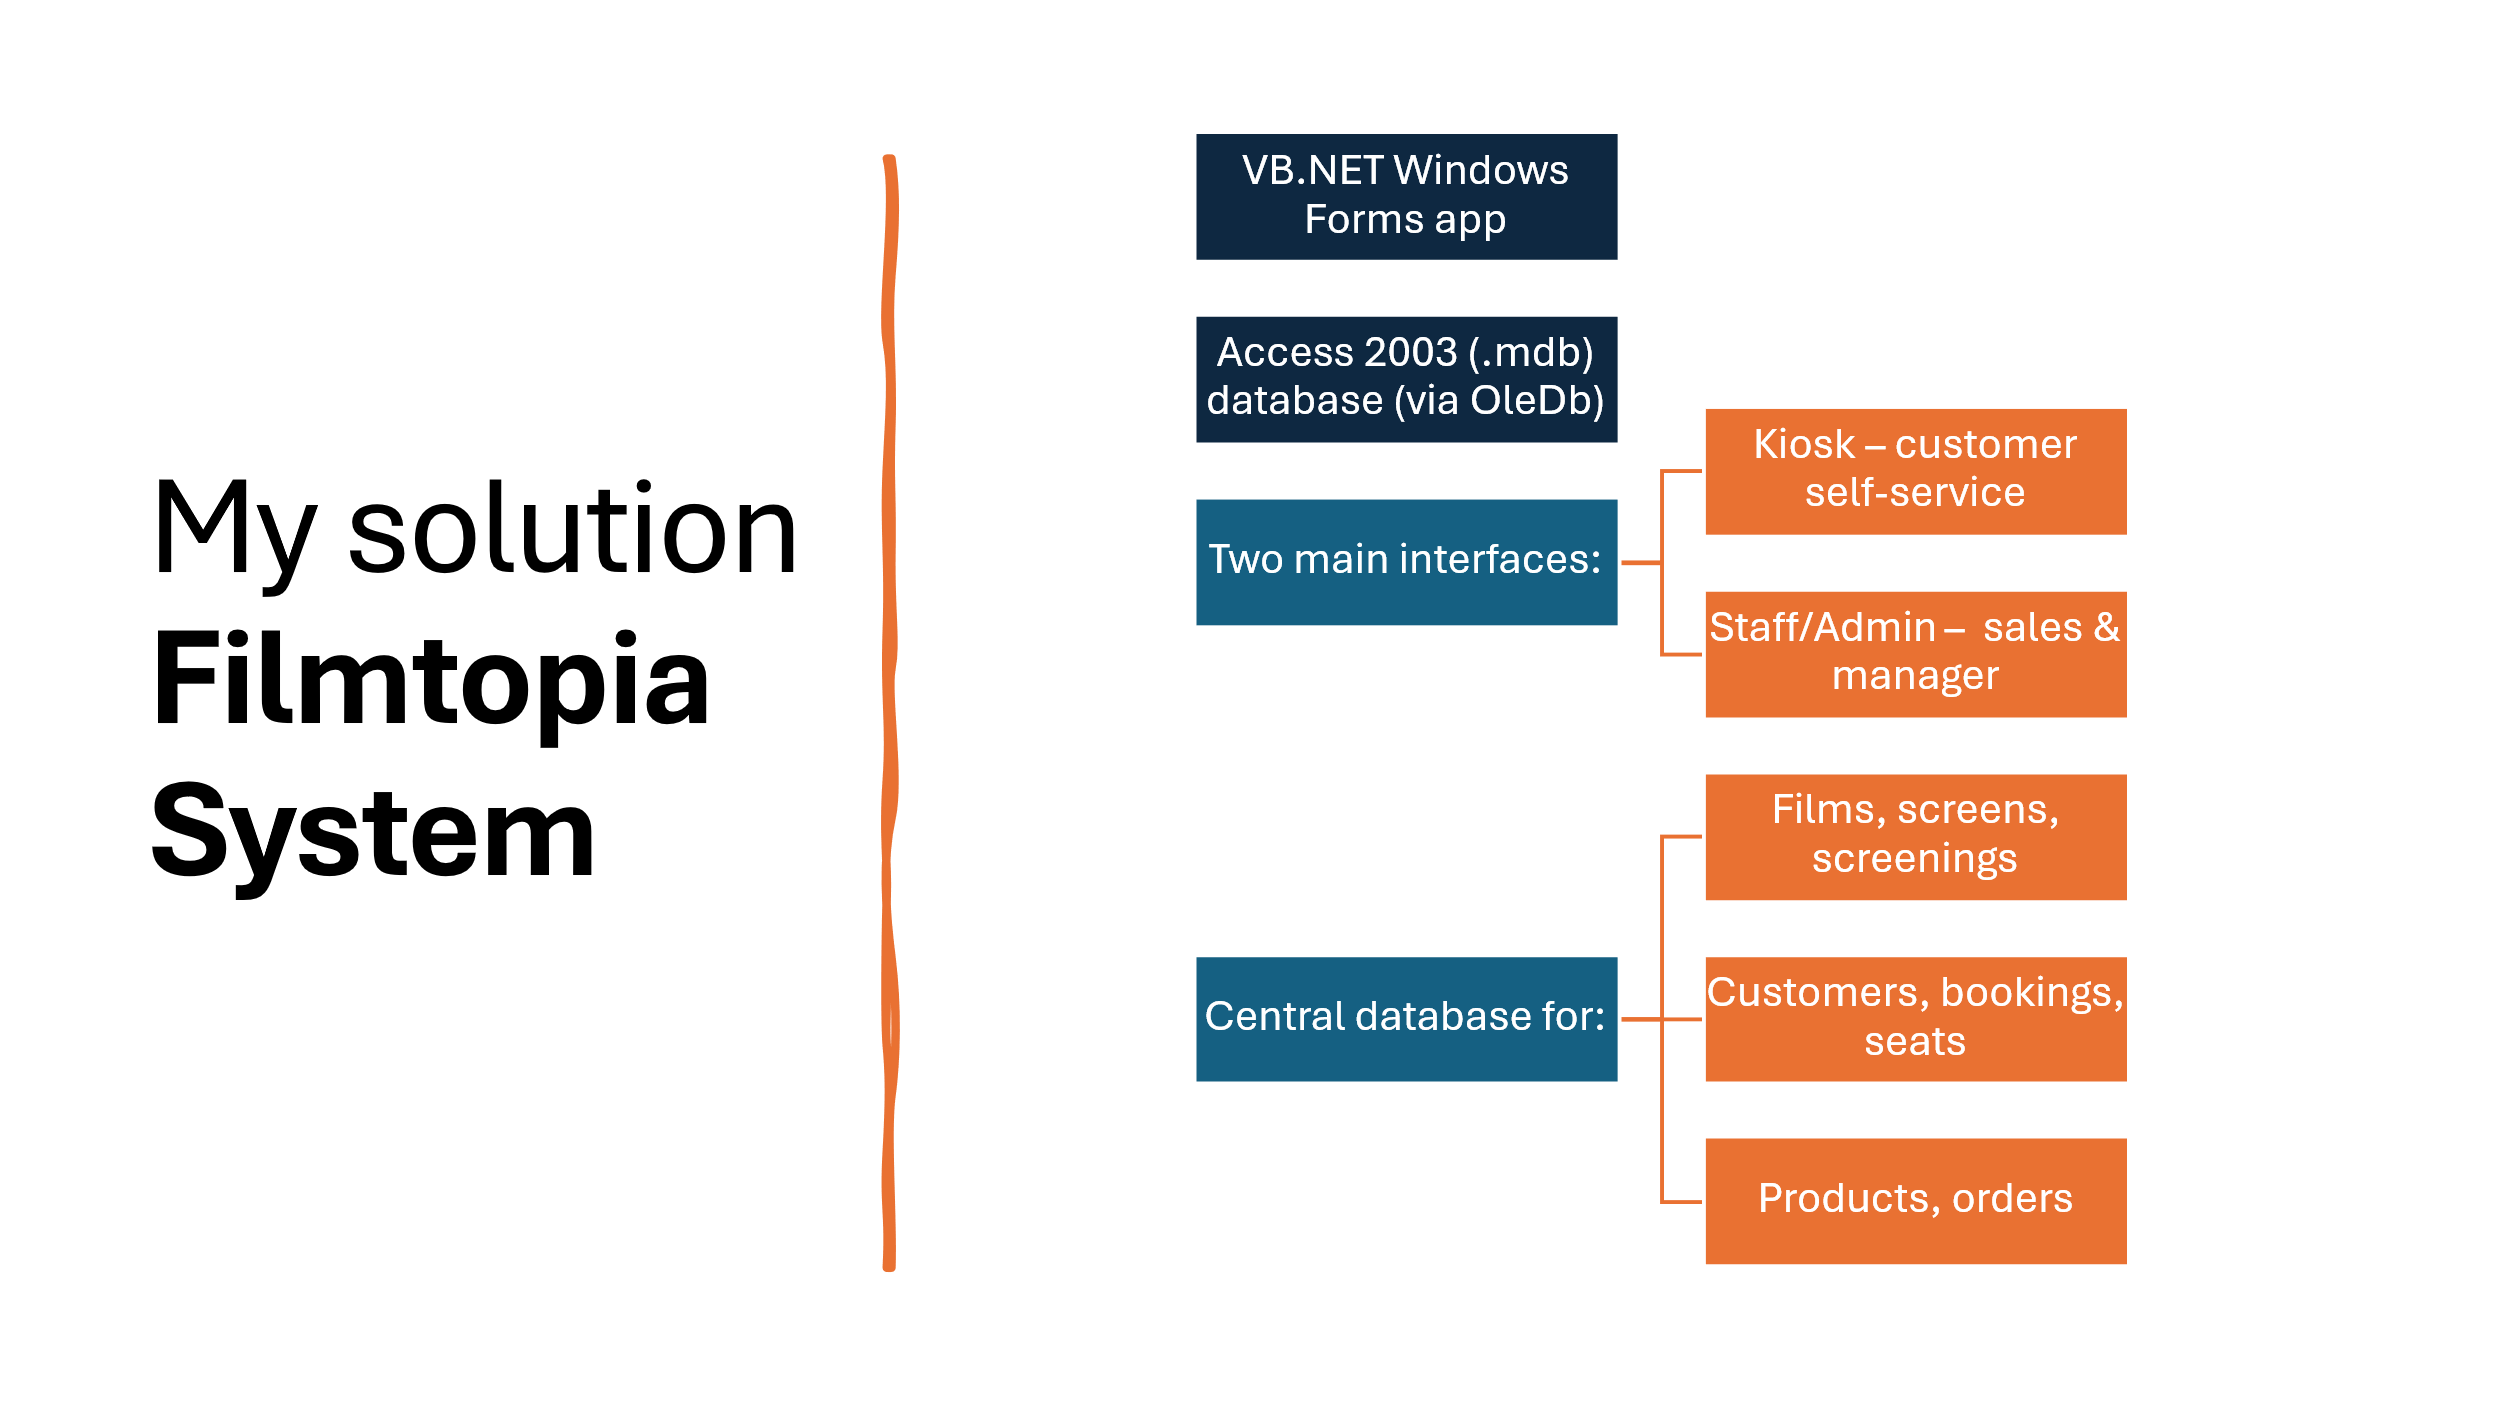 My solution
Filmtopia
System
VB.NET Windows
Forms app
Access 2003 (.mdb)
database (via OleDb)
Two main interfaces:
Kiosk – customer
self-service
Staff/Admin –  sales &
manager
Central database for:
Films, screens,
screenings
Customers, bookings,
seats
Products, orders